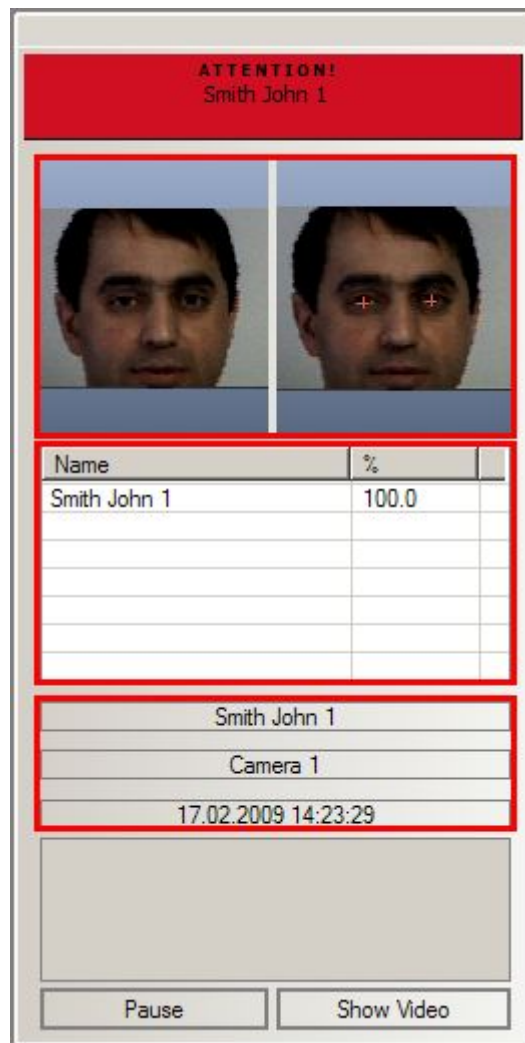 ATTENTION!
Smith John 1
Name %
Smith John 1 100.0
Smith John 1
Camera 1
17.02.2009 14:23:29
Pause Show Video